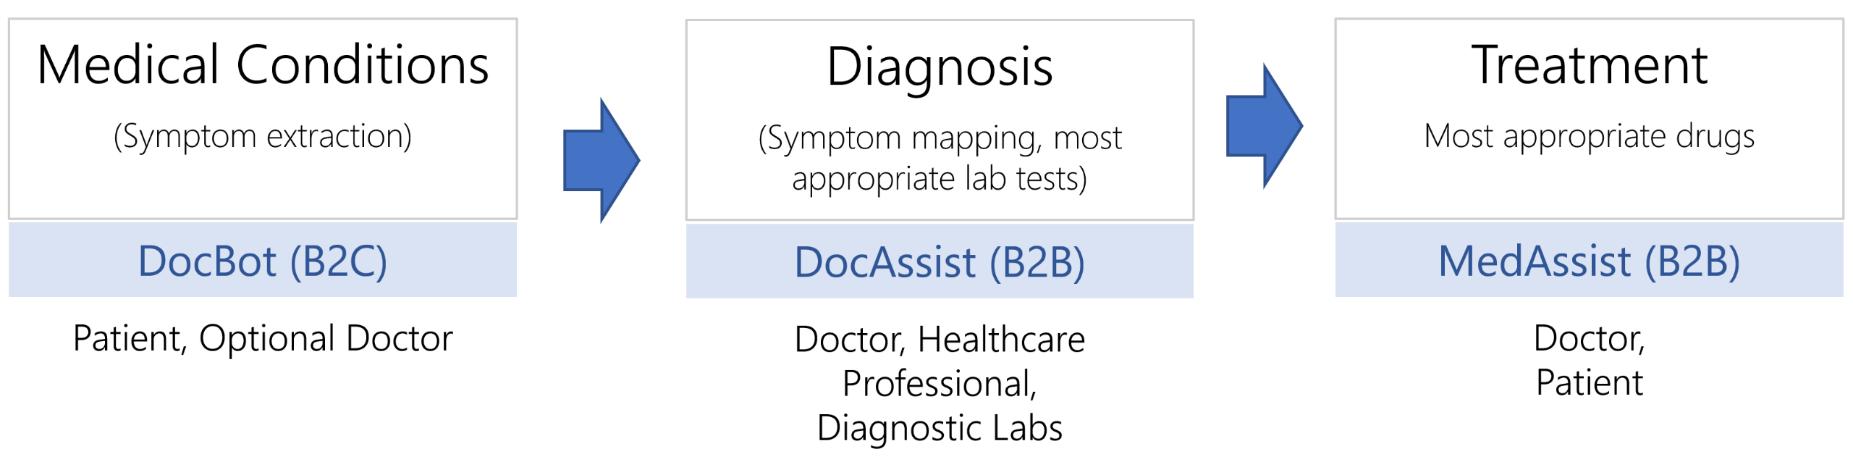 Medical Conditions
(Symptom extraction)
DocBot (B2C)
Patient, Optional Doctor
Diagnosis
(Symptom mapping, most
appropriate lab tests)
DocAssist (B2B)
Doctor, Healthcare
Professional,
Diagnostic Labs
Treatment
Most appropriate drugs
MedAssist (B2B)
Doctor,
Patient